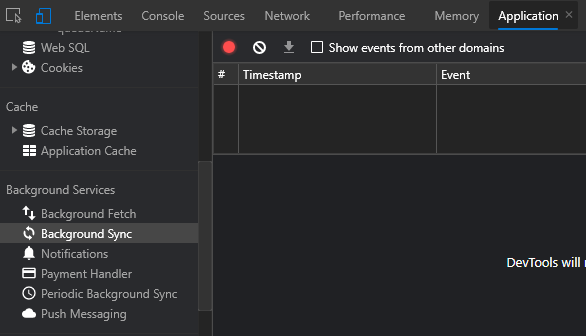 Elements Console Sources Network Performance Memory Application
Web SQL
Cookies
Show events from other domains
# Timestamp Event
Cache
Cache Storage
Application Cache
Background Services
Background Fetch
Background Sync
Notifications
Payment Handler
Periodic Background Sync
Push Messaging
DevTools will